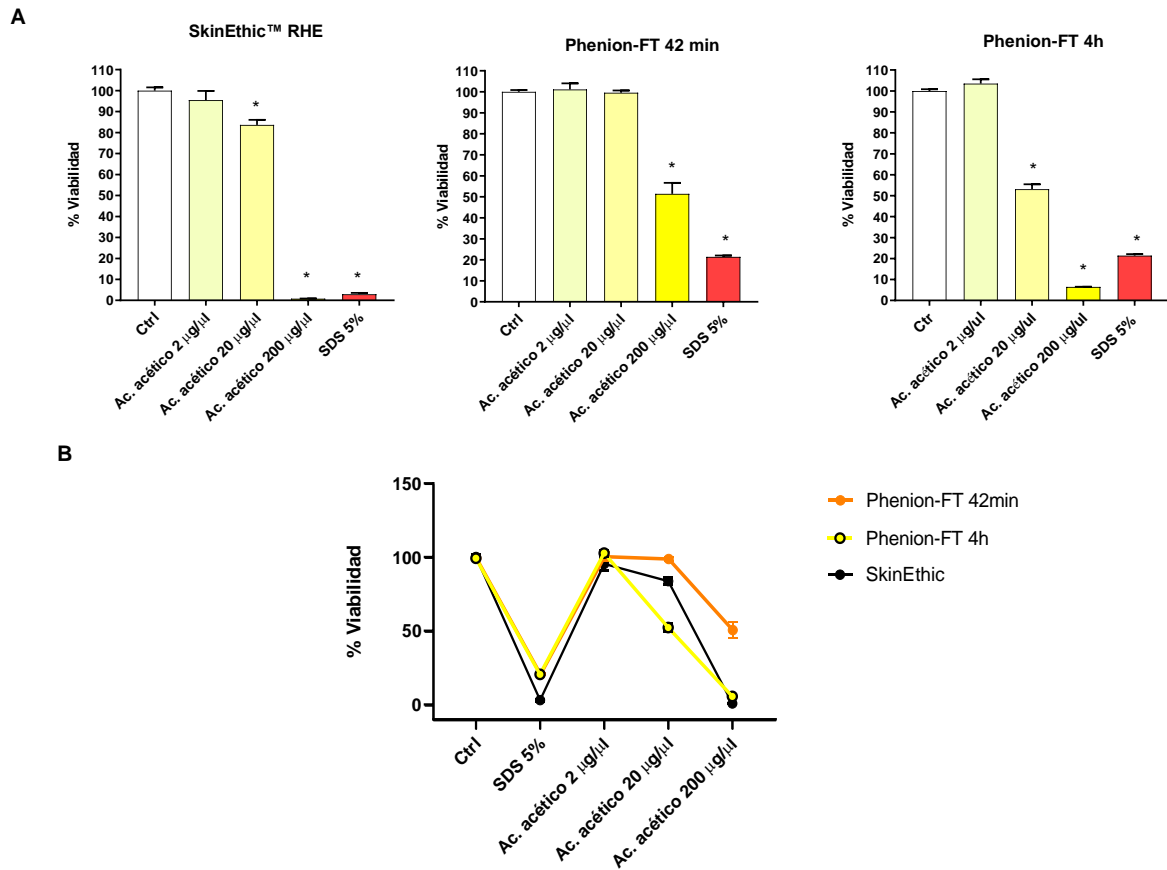 A
SkinEthic™ RHE
% Viabilidad
110
100
90
80
70
60
50
40
30
20
10
0
*
*
*
Ctrl
Ac. acético 2 µg/µl
Ac. acético 20 µg/µl
Ac. acético 200 µg/µl
SDS 5%
Phenion-FT 42 min
% Viabilidad
110
100
90
80
70
60
50
40
30
20
10
0
*
*
Ctrl
Ac. acético 2 µg/µl
Ac. acético 20 µg/µl
Ac. acético 200 µg/µl
SDS 5%
Phenion-FT 4h
% Viabilidad
110
100
90
80
70
60
50
40
30
20
10
0
*
*
*
Ctr
Ac. acético 2 µg/ul
Ac. acético 20 µg/ul
Ac. acético 200 µg/ul
SDS 5%
B
% Viabilidad
150
100
50
0
Ctrl
SDS 5%
Ac. acético 2 µg/µl
Ac. acético 20 µg/µl
Ac. acético 200 µg/µl
Phenion-FT 42min
Phenion-FT 4h
SkinEthic